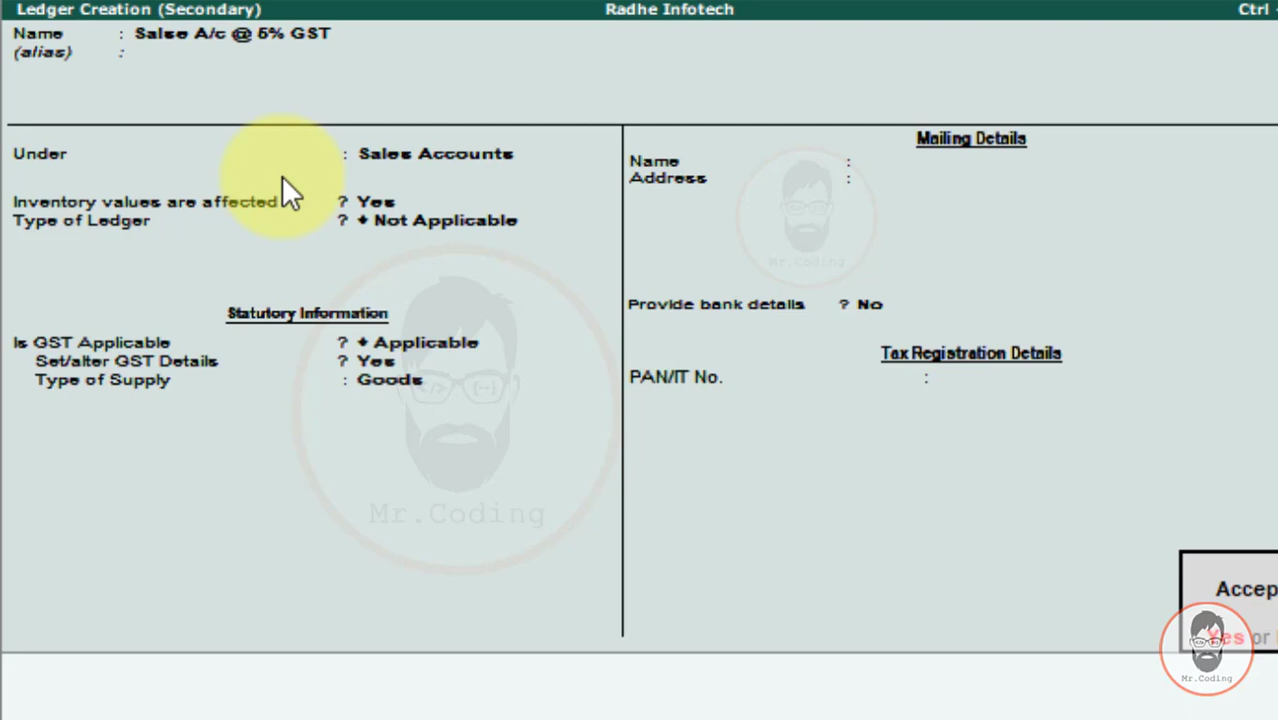 Ledger Creation (Secondary) Radhe Infotech Ctrl
Name : Salse A/c @ 5% GST
(alias) :
Under : Sales Accounts
Inventory values are affected ? Yes
Type of Ledger ? ♦ Not Applicable
Statutory Information
Is GST Applicable ? ♦ Applicable
Set/alter GST Details ? Yes
Type of Supply : Goods
Mailing Details
Name :
Address :
Mr.Coding
Provide bank details ? No
Tax Registration Details
PAN/IT No. :
Mr.Coding
Accep
Yes or
Mr.Coding